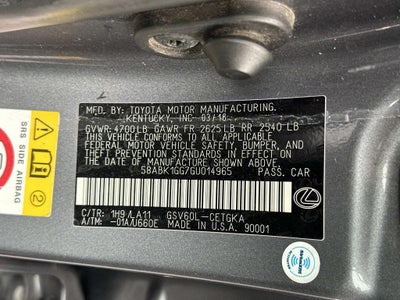 MFD. BY: TOYOTA MOTOR MANUFACTURING,
KENTUCKY, INC 03/16
GVWR: 4700LB GAWR FR 2625LB RR 2540 LB
THIS VEHICLE CONFORMS TO ALL APPLICABLE
FEDERAL MOTOR VEHICLE SAFETY, BUMPER, AND
THEFT PREVENTION STANDARDS IN EFFECT ON
THE DATE OF MANUFACTURE SHOWN ABOVE.
58ABK1GG7GU014965 PASS. CAR
C/TR: 1H9 /LA11 GSV60L-CETGKA
A/TM: -01A/U660E MADE IN U.S.A. 90001
SRS
SIDE AIRBAG